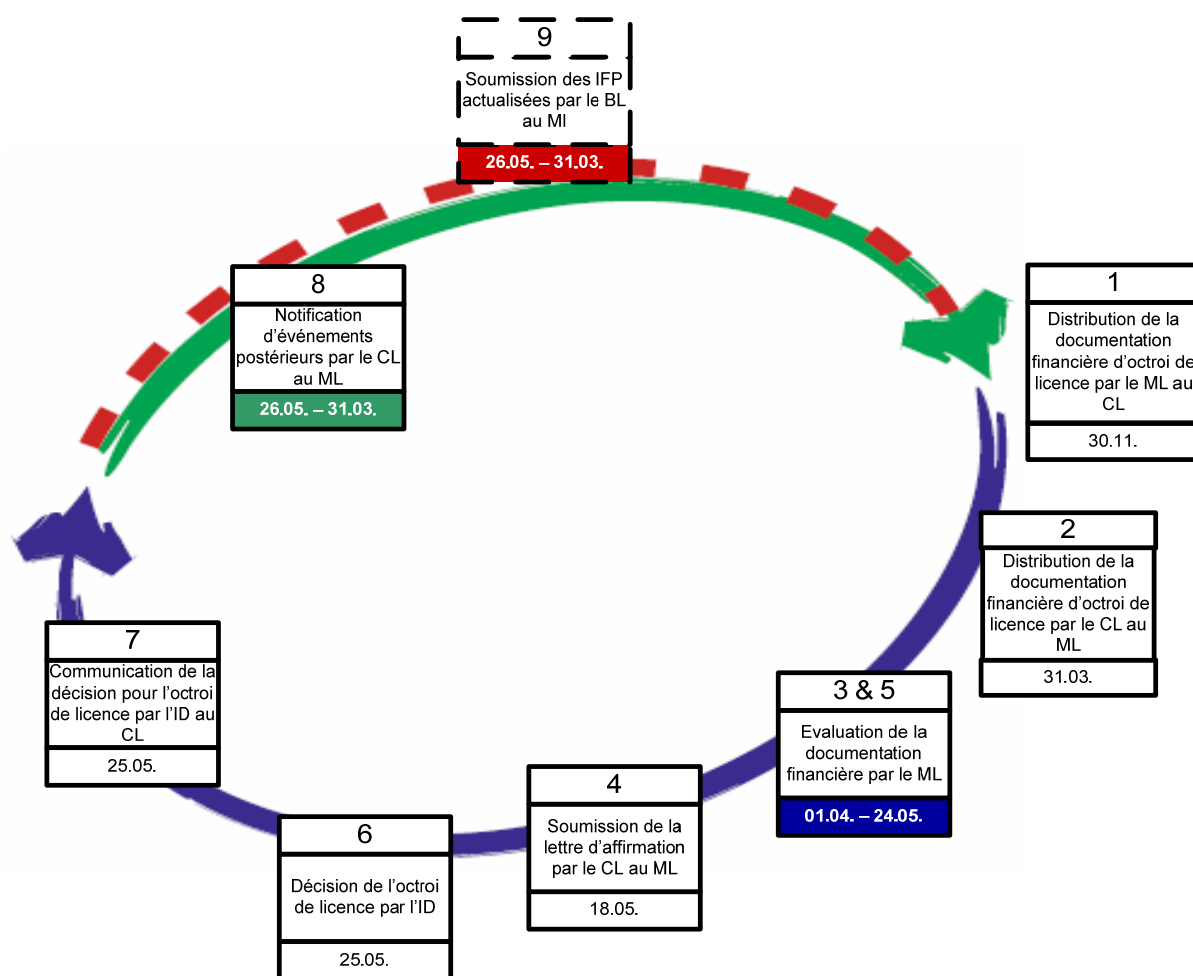 9
Soumission des IFP
actualisées par le BL
au MI
26.05. – 31.03.
8
Notification
d'événements
postérieurs par le CL
au ML
26.05. – 31.03.
1
Distribution de la
documentation
financière d'octroi de
licence par le ML au
CL
30.11.
2
Distribution de la
documentation
financière d'octroi de
licence par le CL au
ML
31.03.
3 & 5
Evaluation de la
documentation
financière par le ML
01.04. – 24.05.
4
Soumission de la
lettre d'affirmation
par le CL au ML
18.05.
6
Décision de l'octroi
de licence par l'ID
25.05.
7
Communication de la
décision pour l'octroi
de licence par l'ID au
CL
25.05.